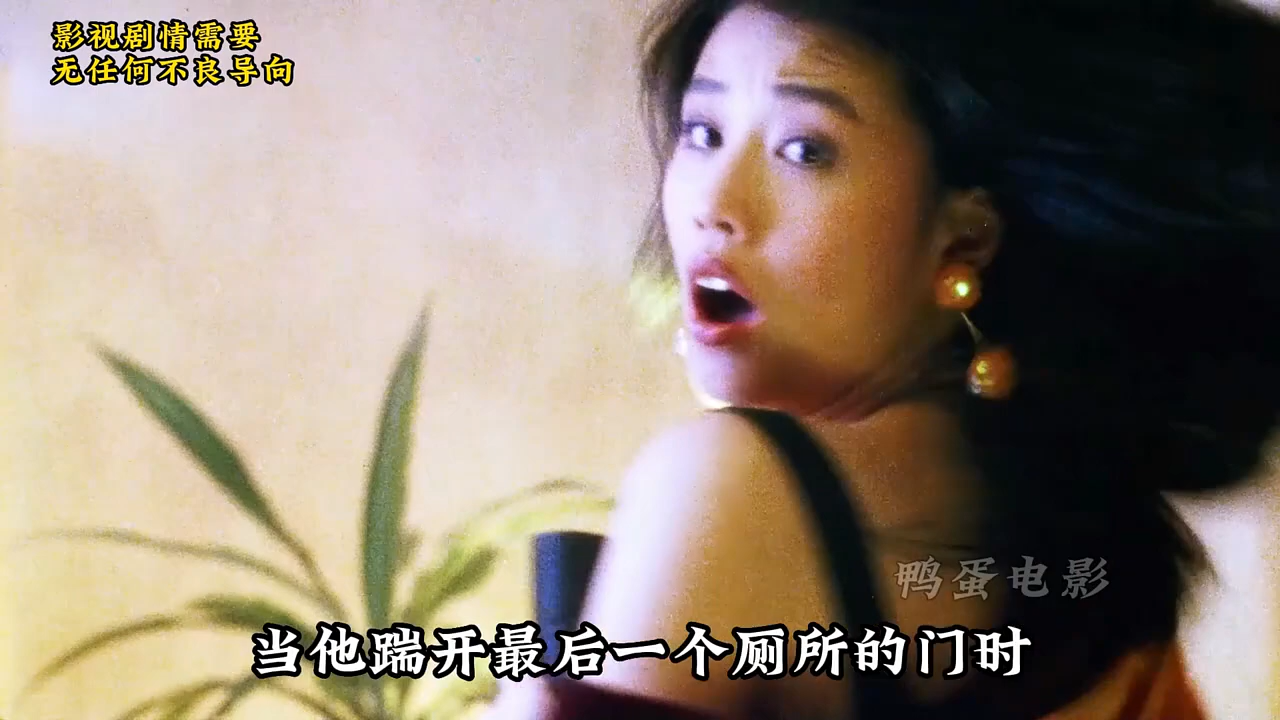 影视剧情需要
无任何不良导向
鸭蛋电影
当他踹开最后一个厕所的门时